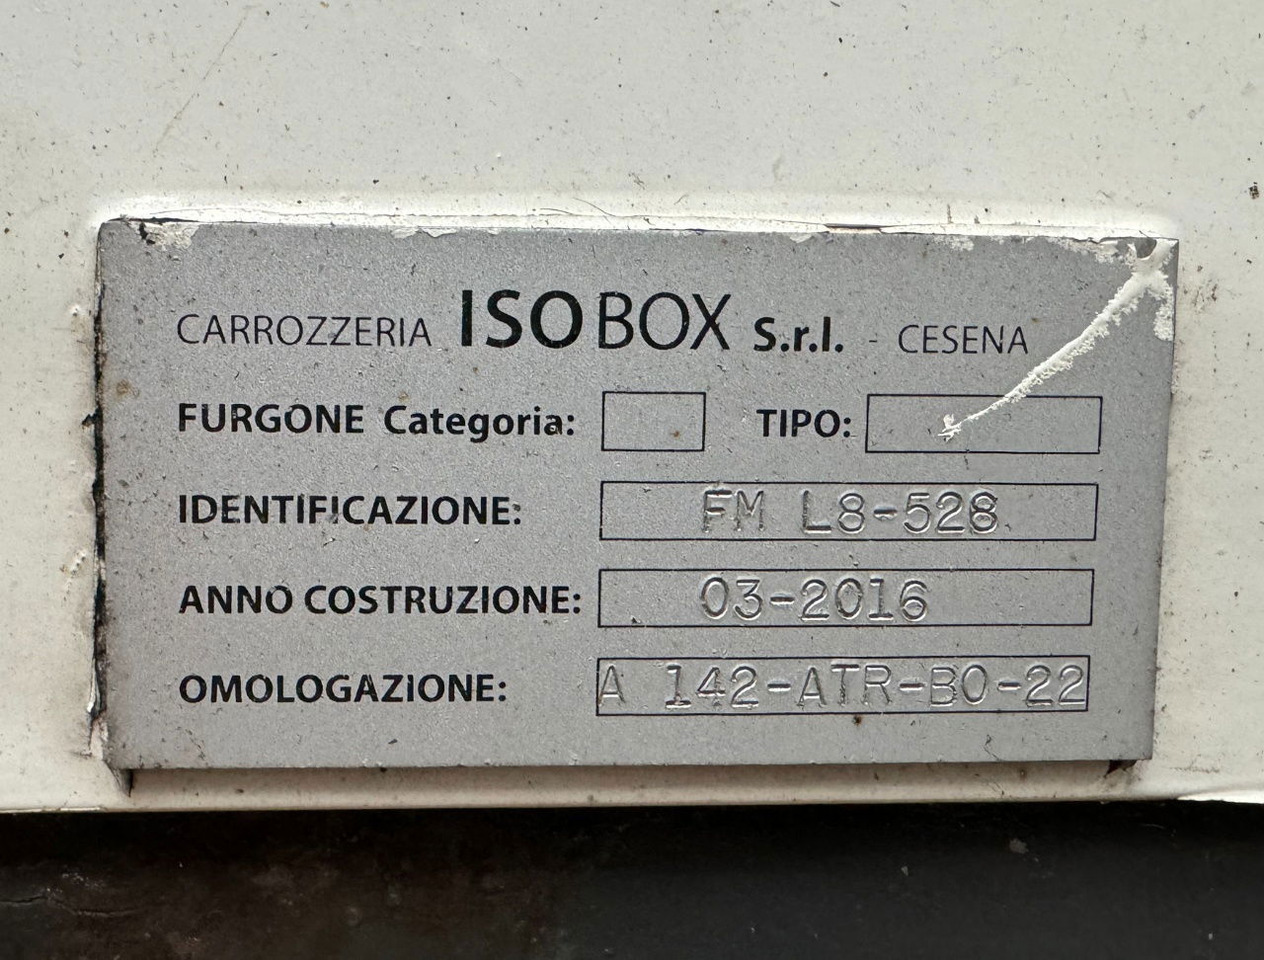 CARROZZERIA ISOBOX S.r.l. - CESENA
FURGONE Categoria: TIPO:
IDENTIFICAZIONE: FM L8-528
ANNO COSTRUZIONE: 03-2016
OMOLOGAZIONE: A 142-ATR-BO-22